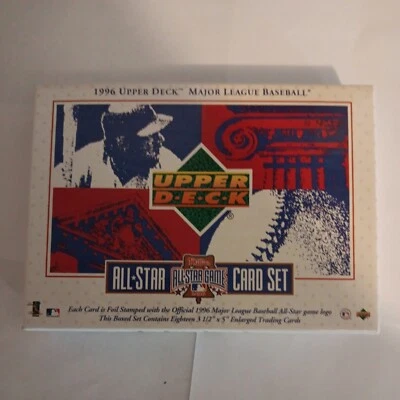 1996 UPPER DECK™ MAJOR LEAGUE BASEBALL®
UPPER
DECK
®
ALL-STAR ALL-STAR GAME CARD SET
Each Card is Foil Stamped with the Official 1996 Major League Baseball All-Star game logo
This Boxed Set Contains Eighteen 3 1/2" x 5" Enlarged Trading Cards